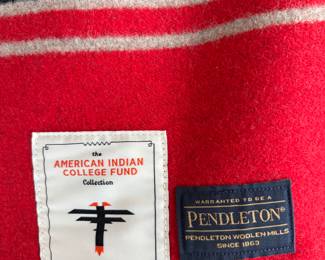 the
AMERICAN INDIAN
COLLEGE FUND
Collection
WARRANTED TO BE A
PENDLETON®
PENDLETON WOOLEN MILLS
SINCE 1863